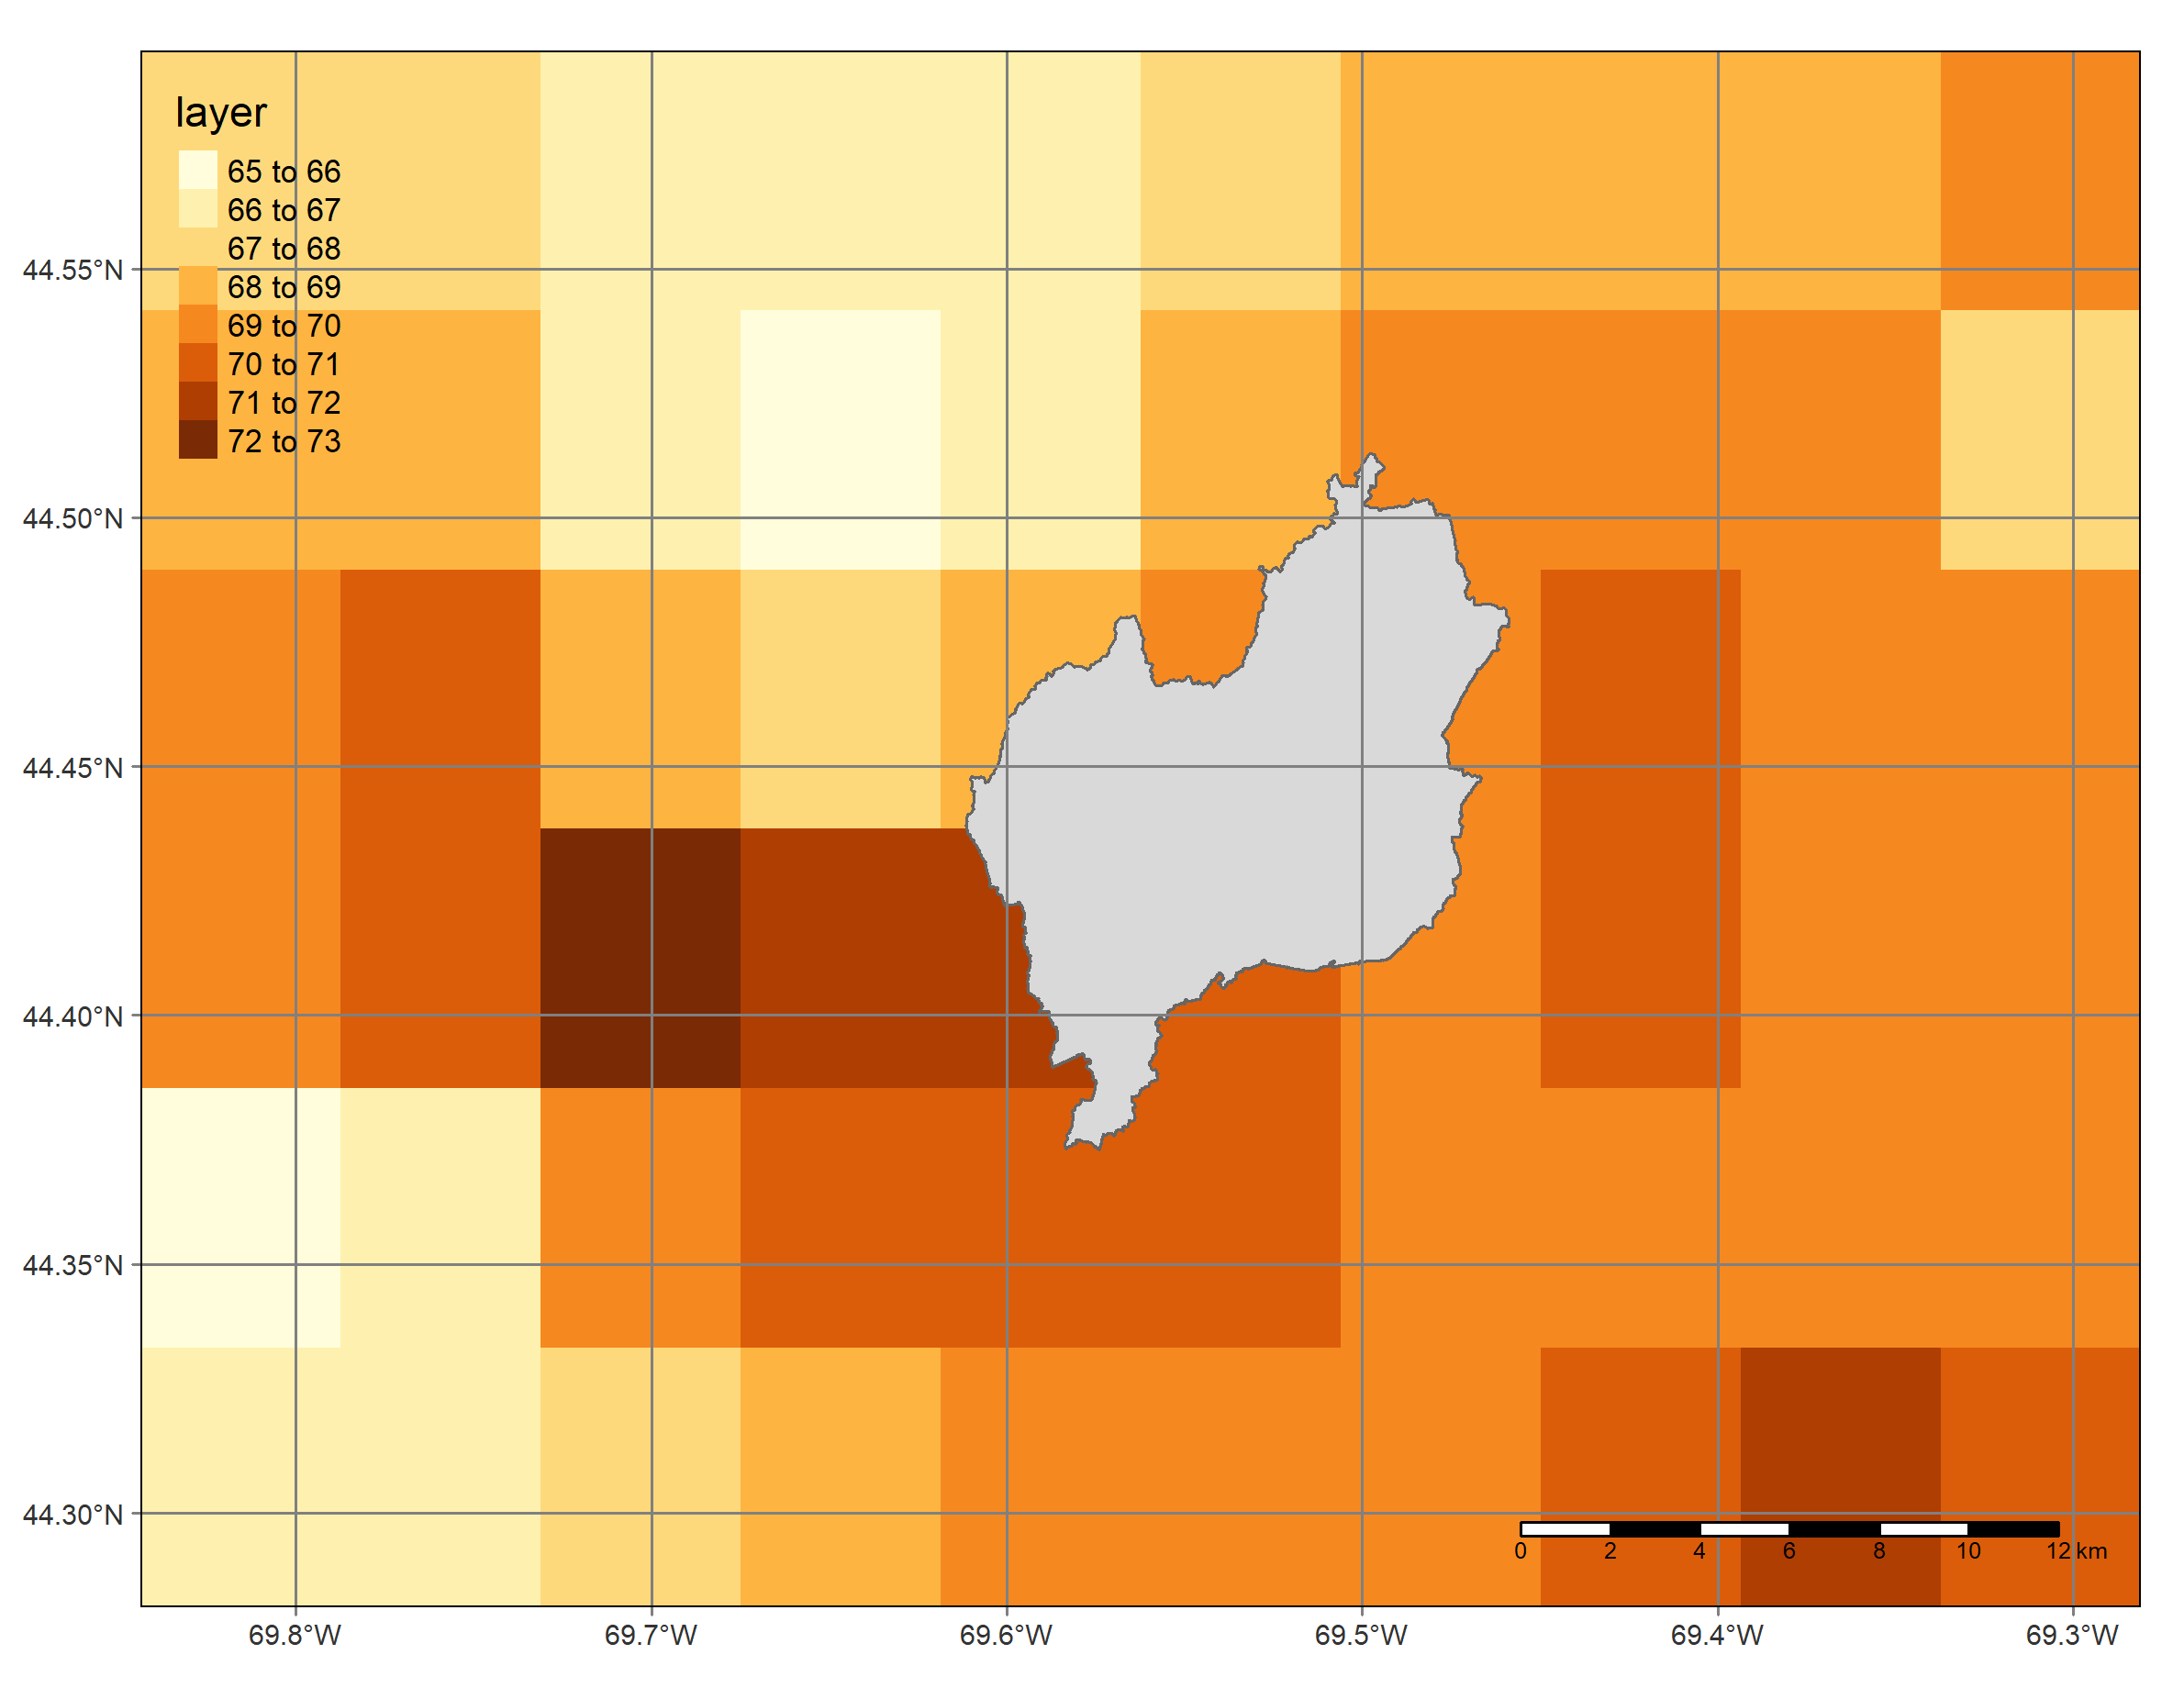 layer
65 to 66
66 to 67
67 to 68
68 to 69
69 to 70
70 to 71
71 to 72
72 to 73
44.55°N
44.50°N
44.45°N
44.40°N
44.35°N
44.30°N
0 2 4 6 8 10 12 km
69.8°W 69.7°W 69.6°W 69.5°W 69.4°W 69.3°W